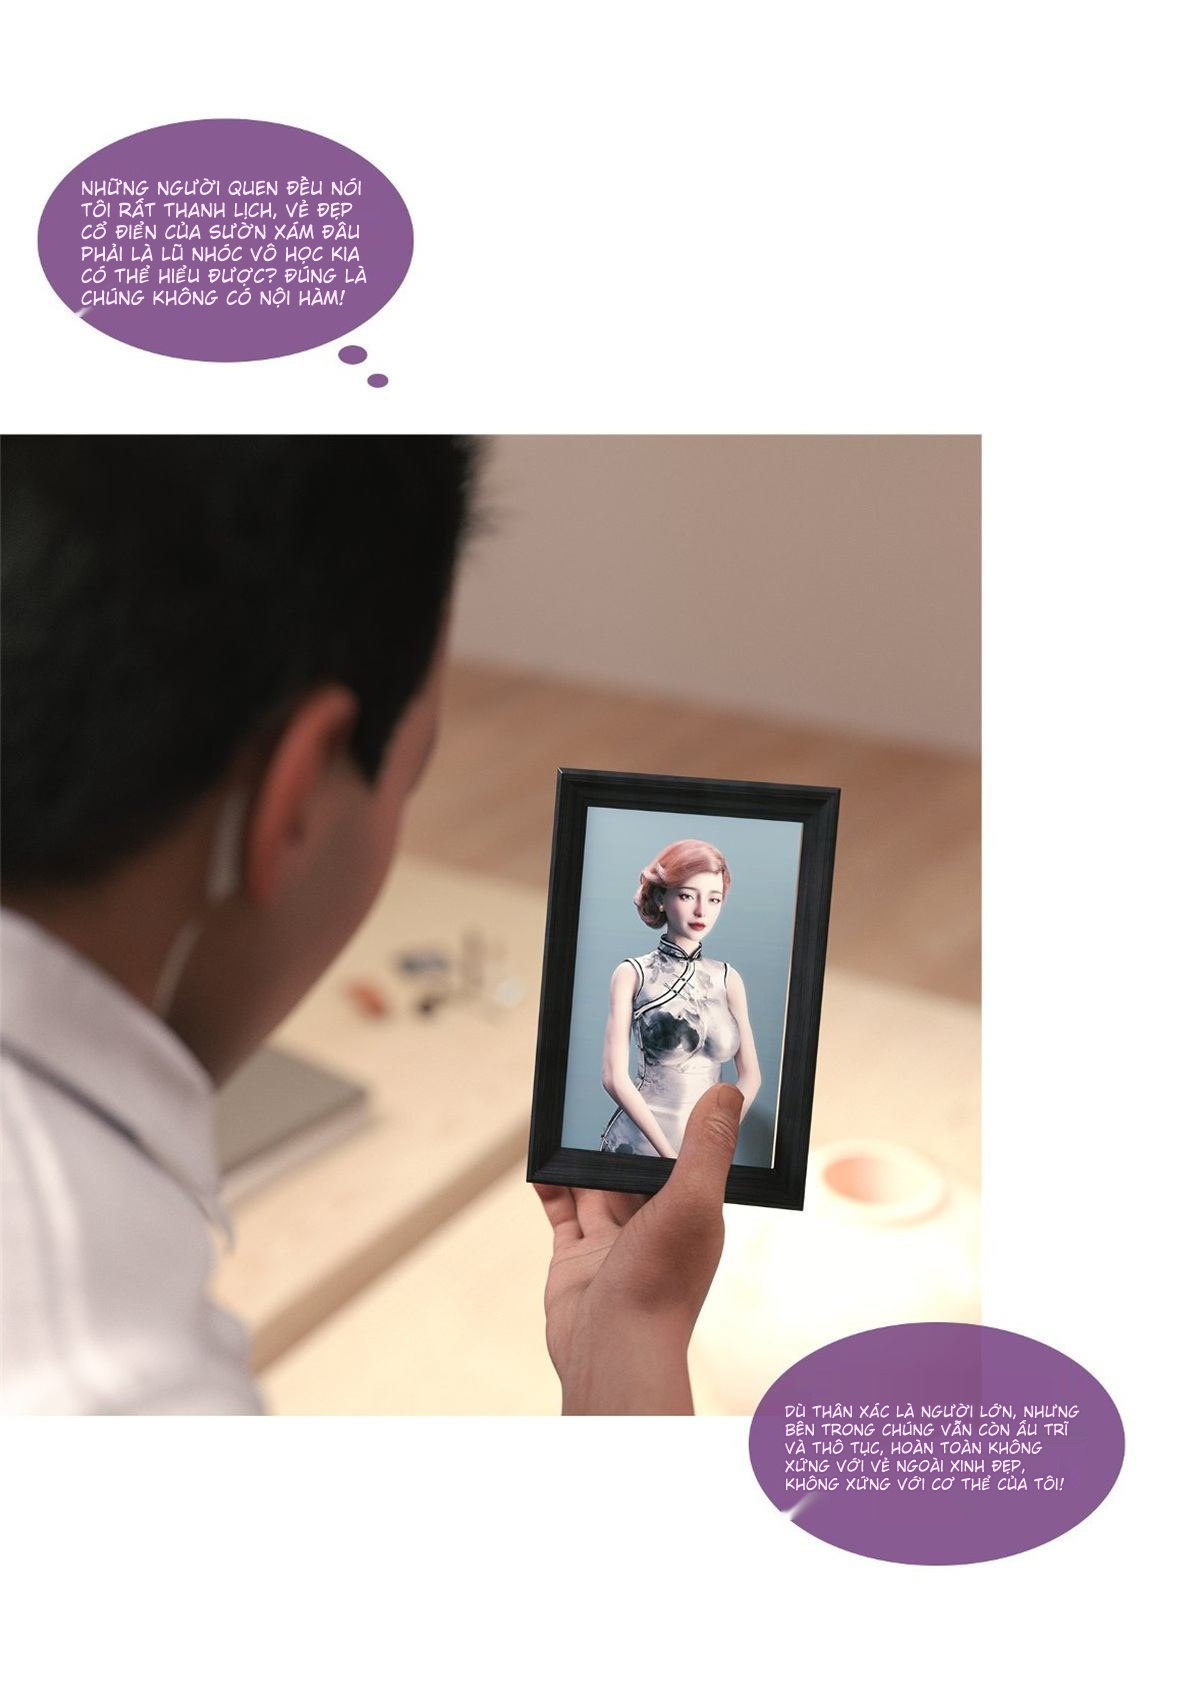 NHỮNG NGƯỜI QUEN ĐỀU NÓI
TÔI RẤT THANH LỊCH, VẺ ĐẸP
CỔ ĐIỂN CỦA SƯỜN XÁM ĐÂU
PHẢI LÀ LŨ NHÓC VÔ HỌC KIA
CÓ THỂ HIỂU ĐƯỢC? ĐÚNG LÀ
CHÚNG KHÔNG CÓ NỘI HÀM!
DÙ THÂN XÁC LÀ NGƯỜI LỚN, NHƯNG
BÊN TRONG CHÚNG VẪN CÒN ẤU TRĨ
VÀ THÔ TỤC, HOÀN TOÀN KHÔNG
XỨNG VỚI VẺ NGOÀI XINH ĐẸP,
KHÔNG XỨNG VỚI CƠ THỂ CỦA TÔI!